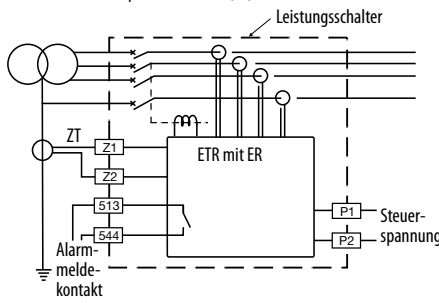 Leistungsschalter
ZT
Z1
ETR mit ER
Z2
513
P1
Steuer-
544
P2
spannung
Alarm-
melde-
kontakt